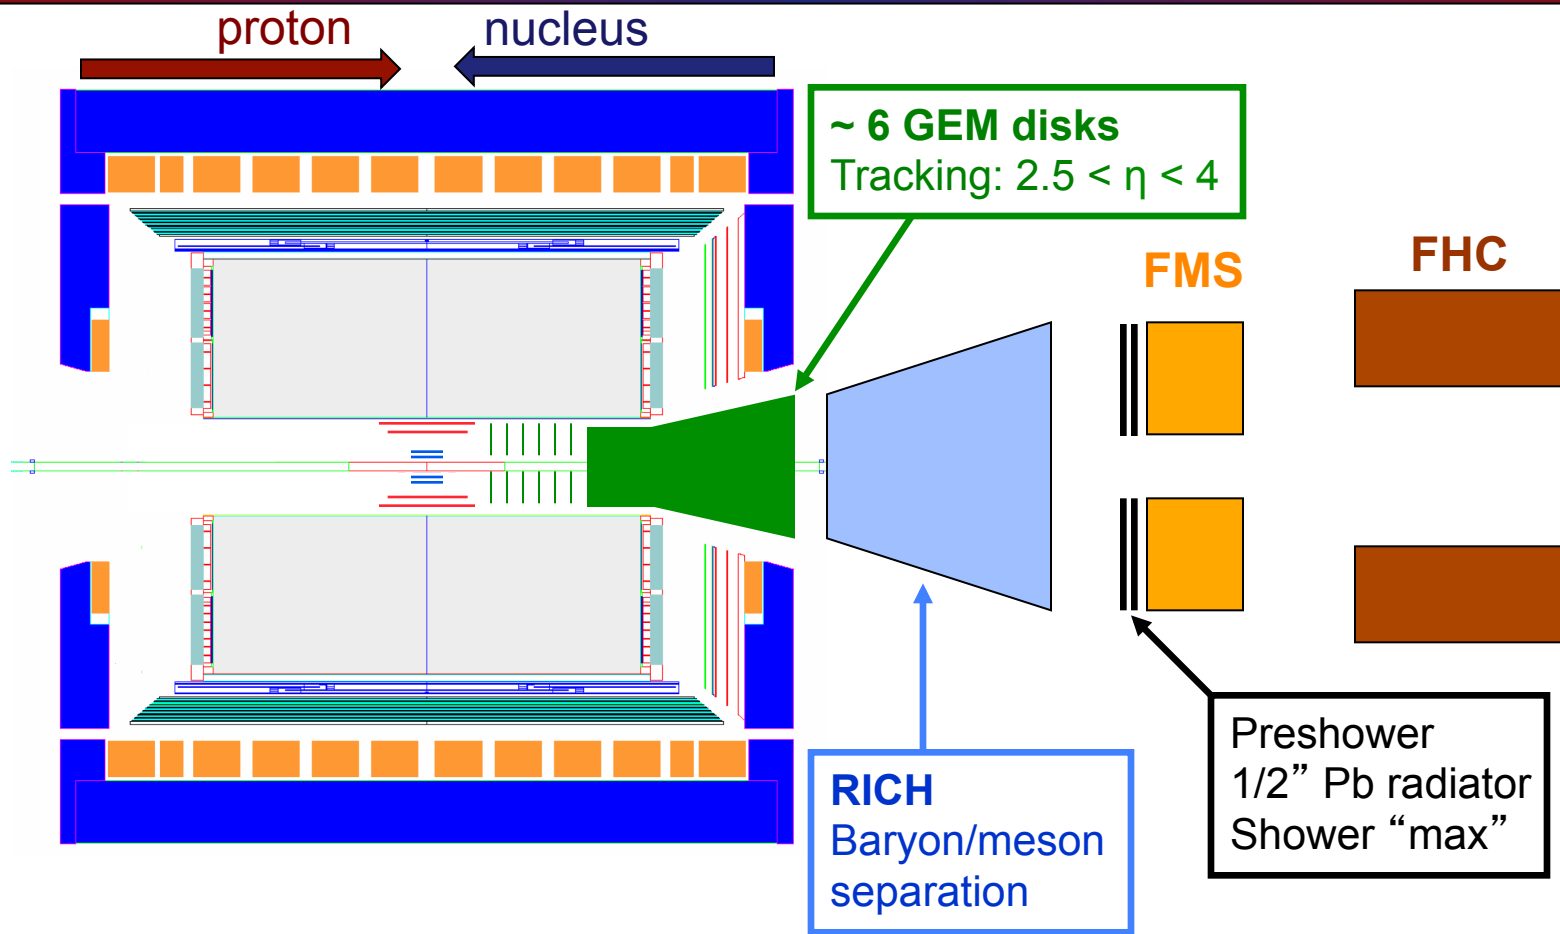 proton
nucleus
~ 6 GEM disks
Tracking: 2.5 < η < 4
FMS
FHC
RICH
Baryon/meson
separation
Preshower
1/2” Pb radiator
Shower “max”